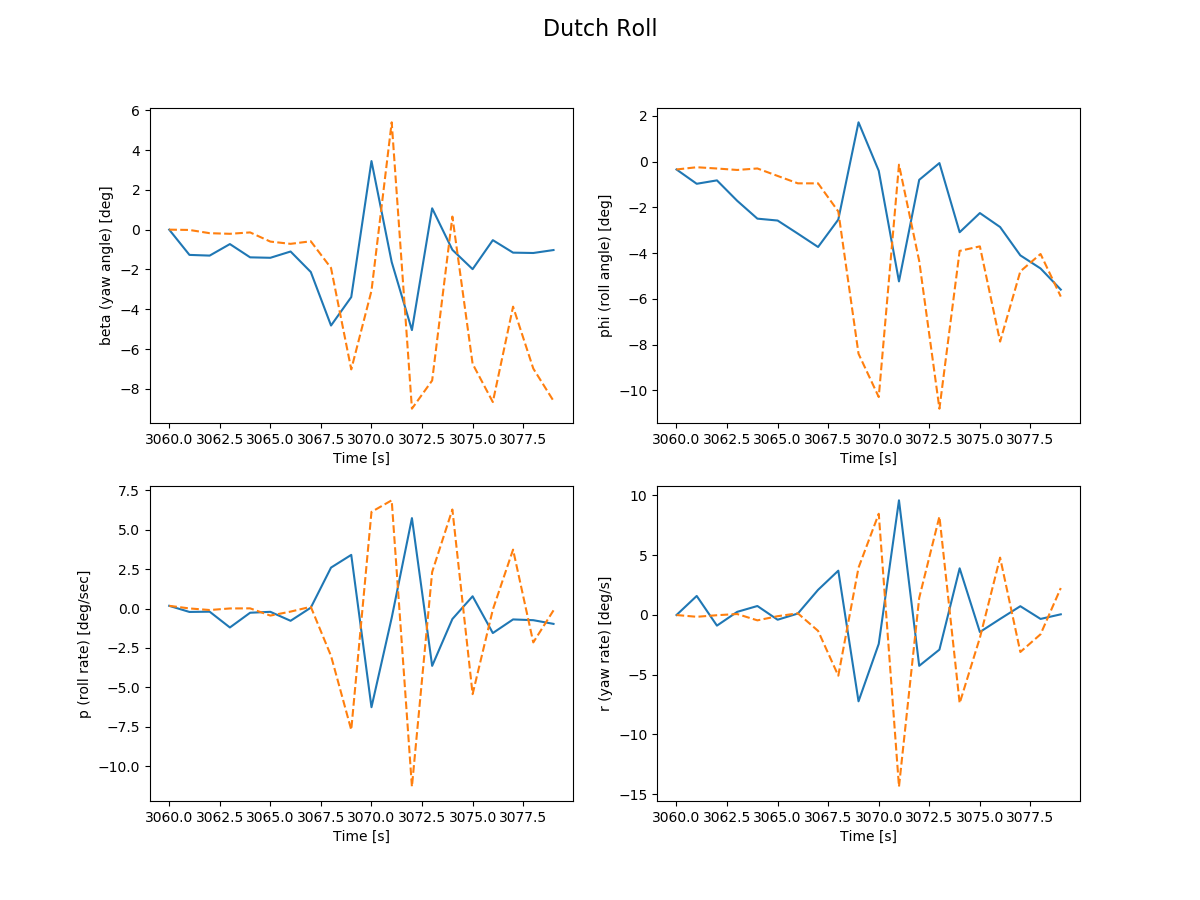 Dutch Roll
6
4
2
0
−2
−4
−6
−8
beta (yaw angle) [deg]
3060.0 3062.5 3065.0 3067.5 3070.0 3072.5 3075.0 3077.5
Time [s]
2
0
−2
−4
−6
−8
−10
phi (roll angle) [deg]
3060.0 3062.5 3065.0 3067.5 3070.0 3072.5 3075.0 3077.5
Time [s]
7.5
5.0
2.5
0.0
−2.5
−5.0
−7.5
−10.0
p (roll rate) [deg/sec]
3060.0 3062.5 3065.0 3067.5 3070.0 3072.5 3075.0 3077.5
Time [s]
10
5
0
−5
−10
−15
r (yaw rate) [deg/s]
3060.0 3062.5 3065.0 3067.5 3070.0 3072.5 3075.0 3077.5
Time [s]